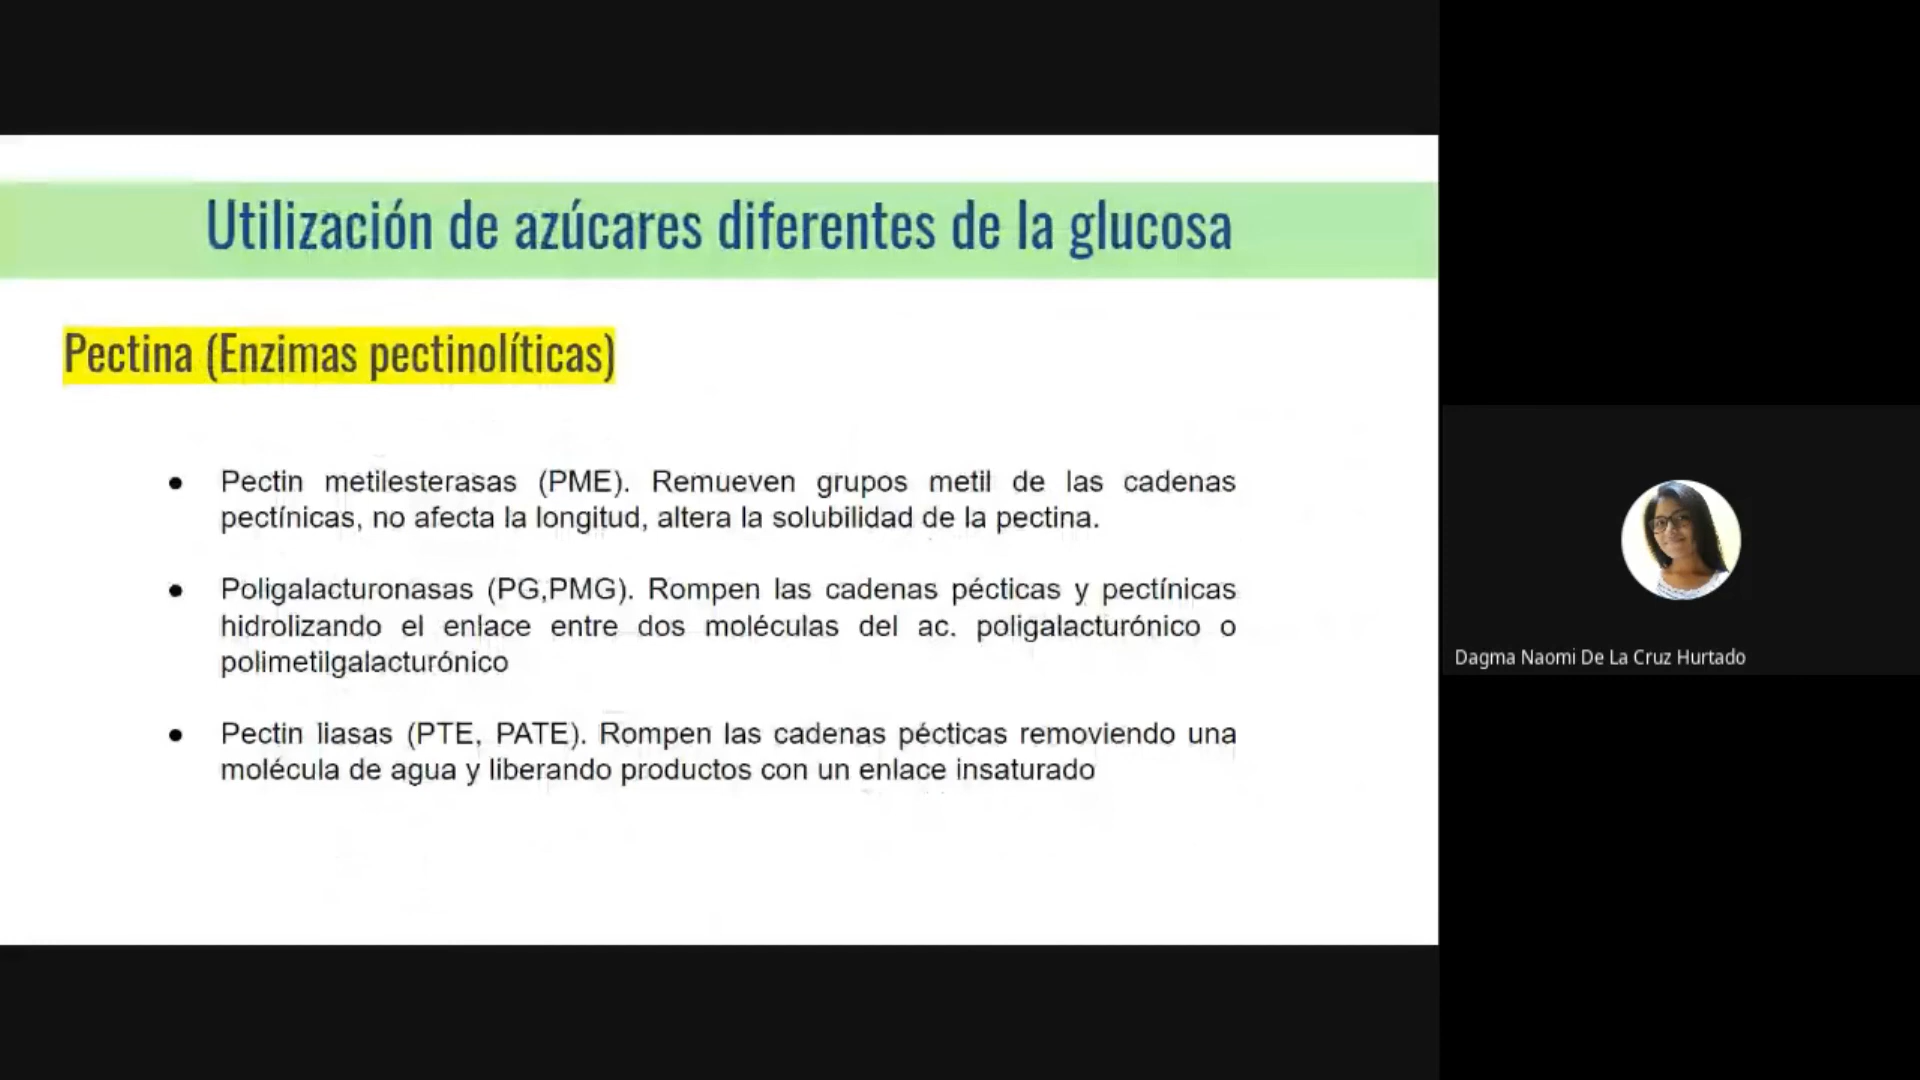 Utilización de azúcares diferentes de la glucosa
Pectina (Enzimas pectinolíticas)
● Pectin metilesterasas (PME). Remueven grupos metil de las cadenas
pectínicas, no afecta la longitud, altera la solubilidad de la pectina.
● Poligalacturonasas (PG,PMG). Rompen las cadenas pécticas y pectínicas
hidrolizando el enlace entre dos moléculas del ac. poligalacturónico o
polimetilgalacturónico
● Pectin liasas (PTE, PATE). Rompen las cadenas pécticas removiendo una
molécula de agua y liberando productos con un enlace insaturado
Dagma Naomi De La Cruz Hurtado